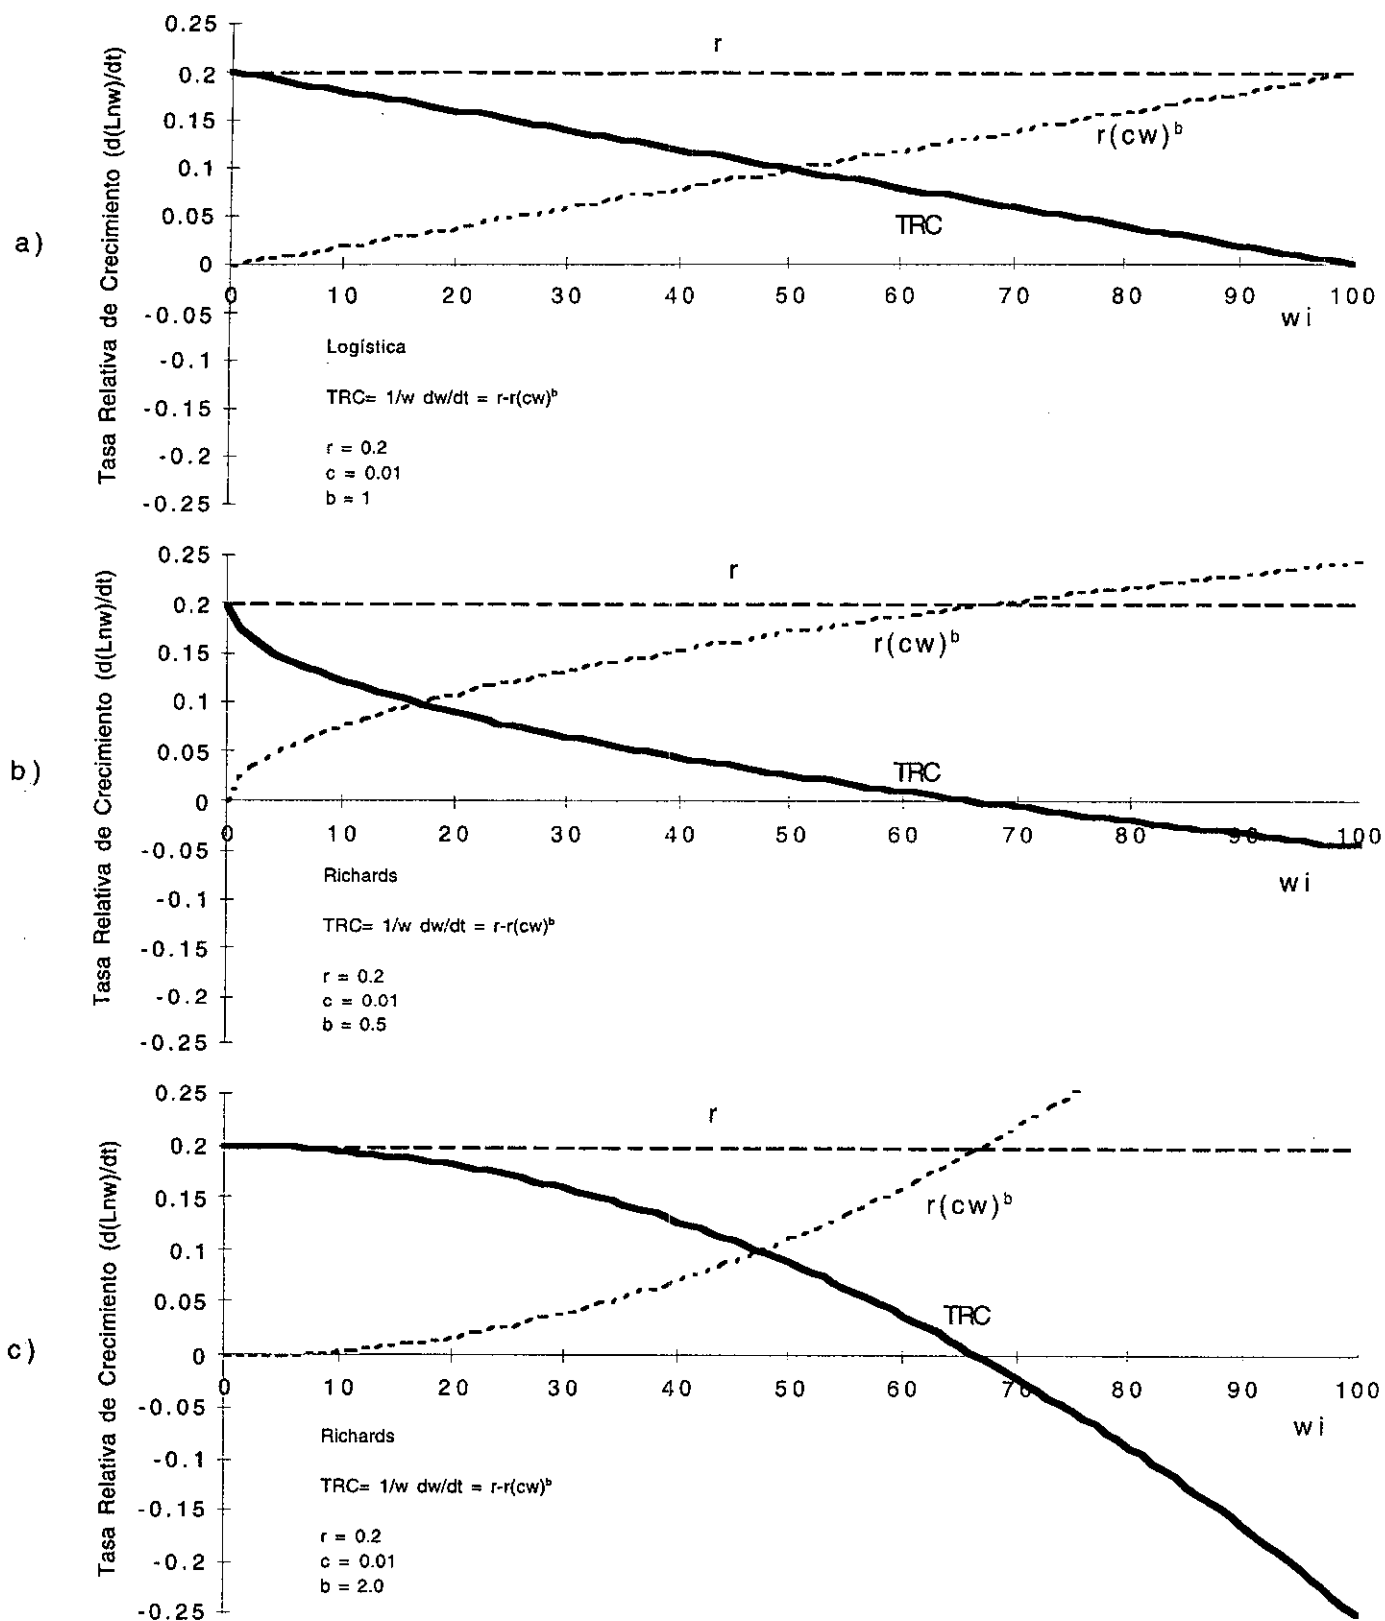 a)
Tasa Relativa de Crecimiento (d(Lnw)/dt)
0.25
0.2
0.15
0.1
0.05
0
-0.05
-0.1
-0.15
-0.2
-0.25
r
r(cw)^b
TRC
0 10 20 30 40 50 60 70 80 90 100
wi
Logística
TRC= 1/w dw/dt = r-r(cw)^b
r = 0.2
c = 0.01
b = 1
b)
Tasa Relativa de Crecimiento (d(Lnw)/dt)
0.25
0.2
0.15
0.1
0.05
0
-0.05
-0.1
-0.15
-0.2
-0.25
r
r(cw)^b
TRC
0 10 20 30 40 50 60 70 80 90 100
wi
Richards
TRC= 1/w dw/dt = r-r(cw)^b
r = 0.2
c = 0.01
b = 0.5
c)
Tasa Relativa de Crecimiento (d(Lnw)/dt)
0.25
0.2
0.15
0.1
0.05
0
-0.05
-0.1
-0.15
-0.2
-0.25
r
r(cw)^b
TRC
0 10 20 30 40 50 60 70 80 90 100
wi
Richards
TRC= 1/w dw/dt = r-r(cw)^b
r = 0.2
c = 0.01
b = 2.0